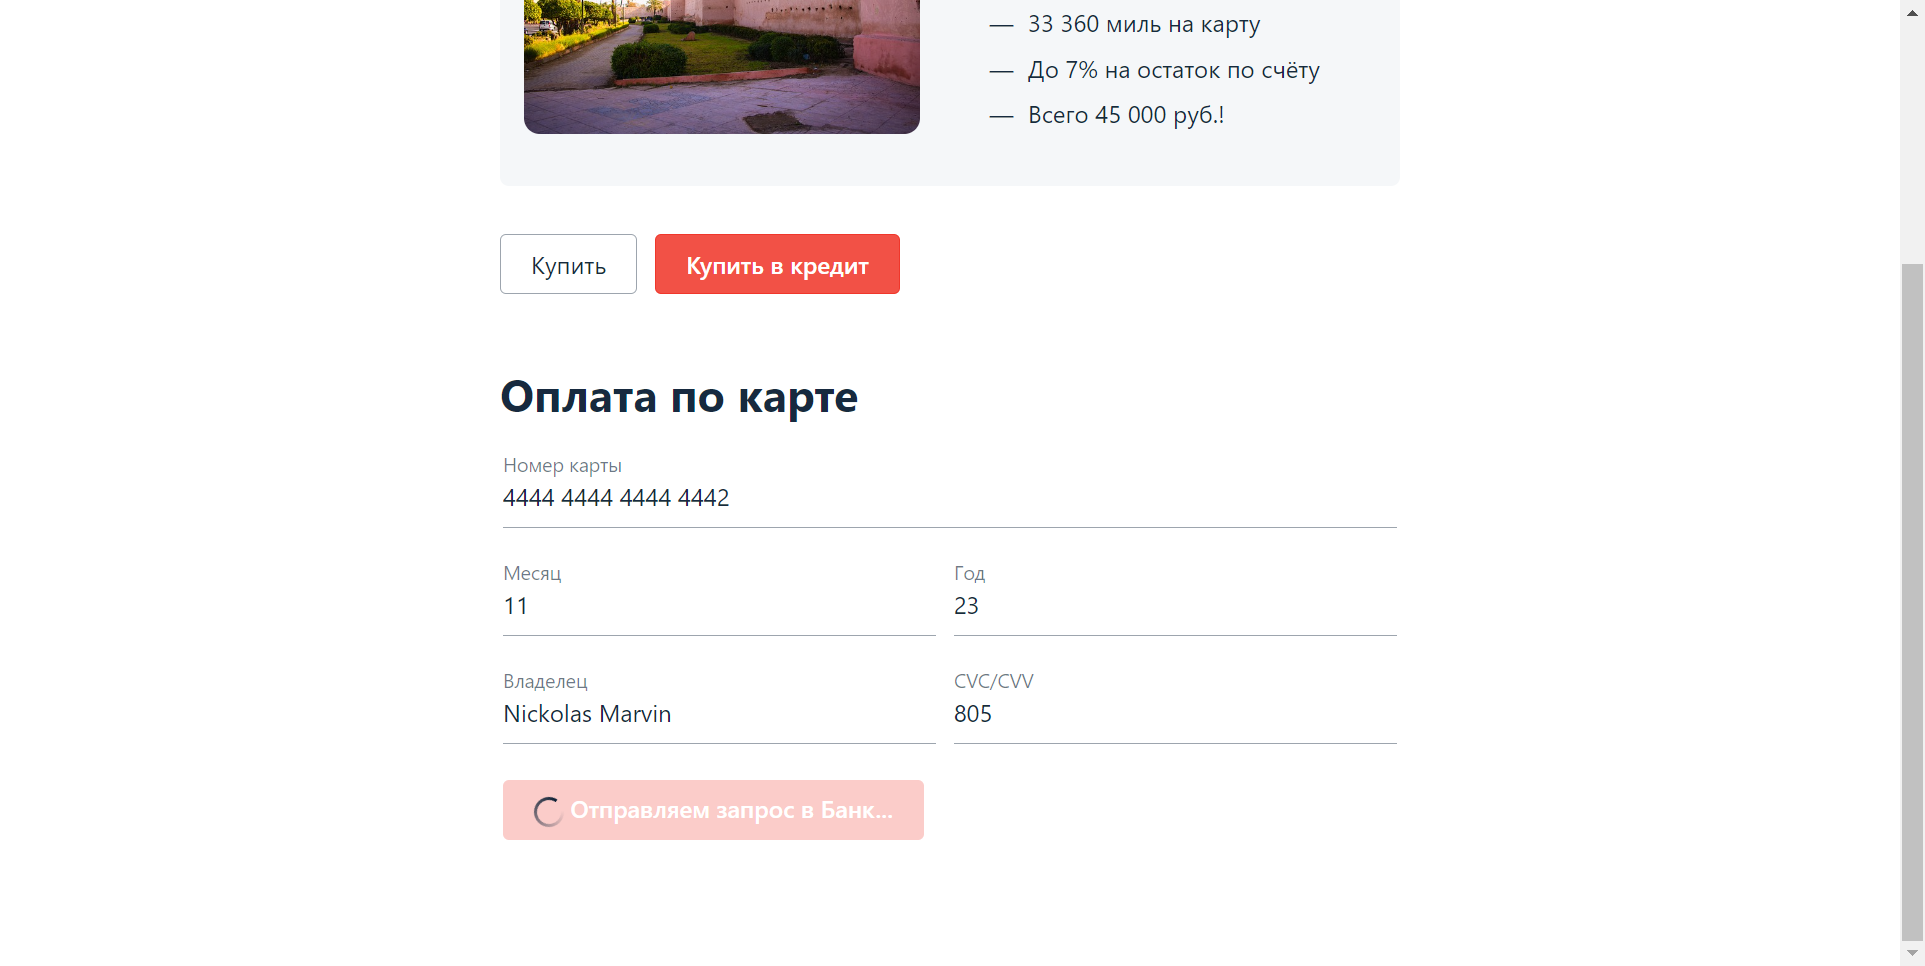 — 33 360 миль на карту
— До 7% на остаток по счёту
— Всего 45 000 руб.!
Купить
Купить в кредит
Оплата по карте
Номер карты
4444 4444 4444 4442
Месяц
Год
11
23
Владелец
CVC/CVV
Nickolas Marvin
805
Отправляем запрос в Банк...